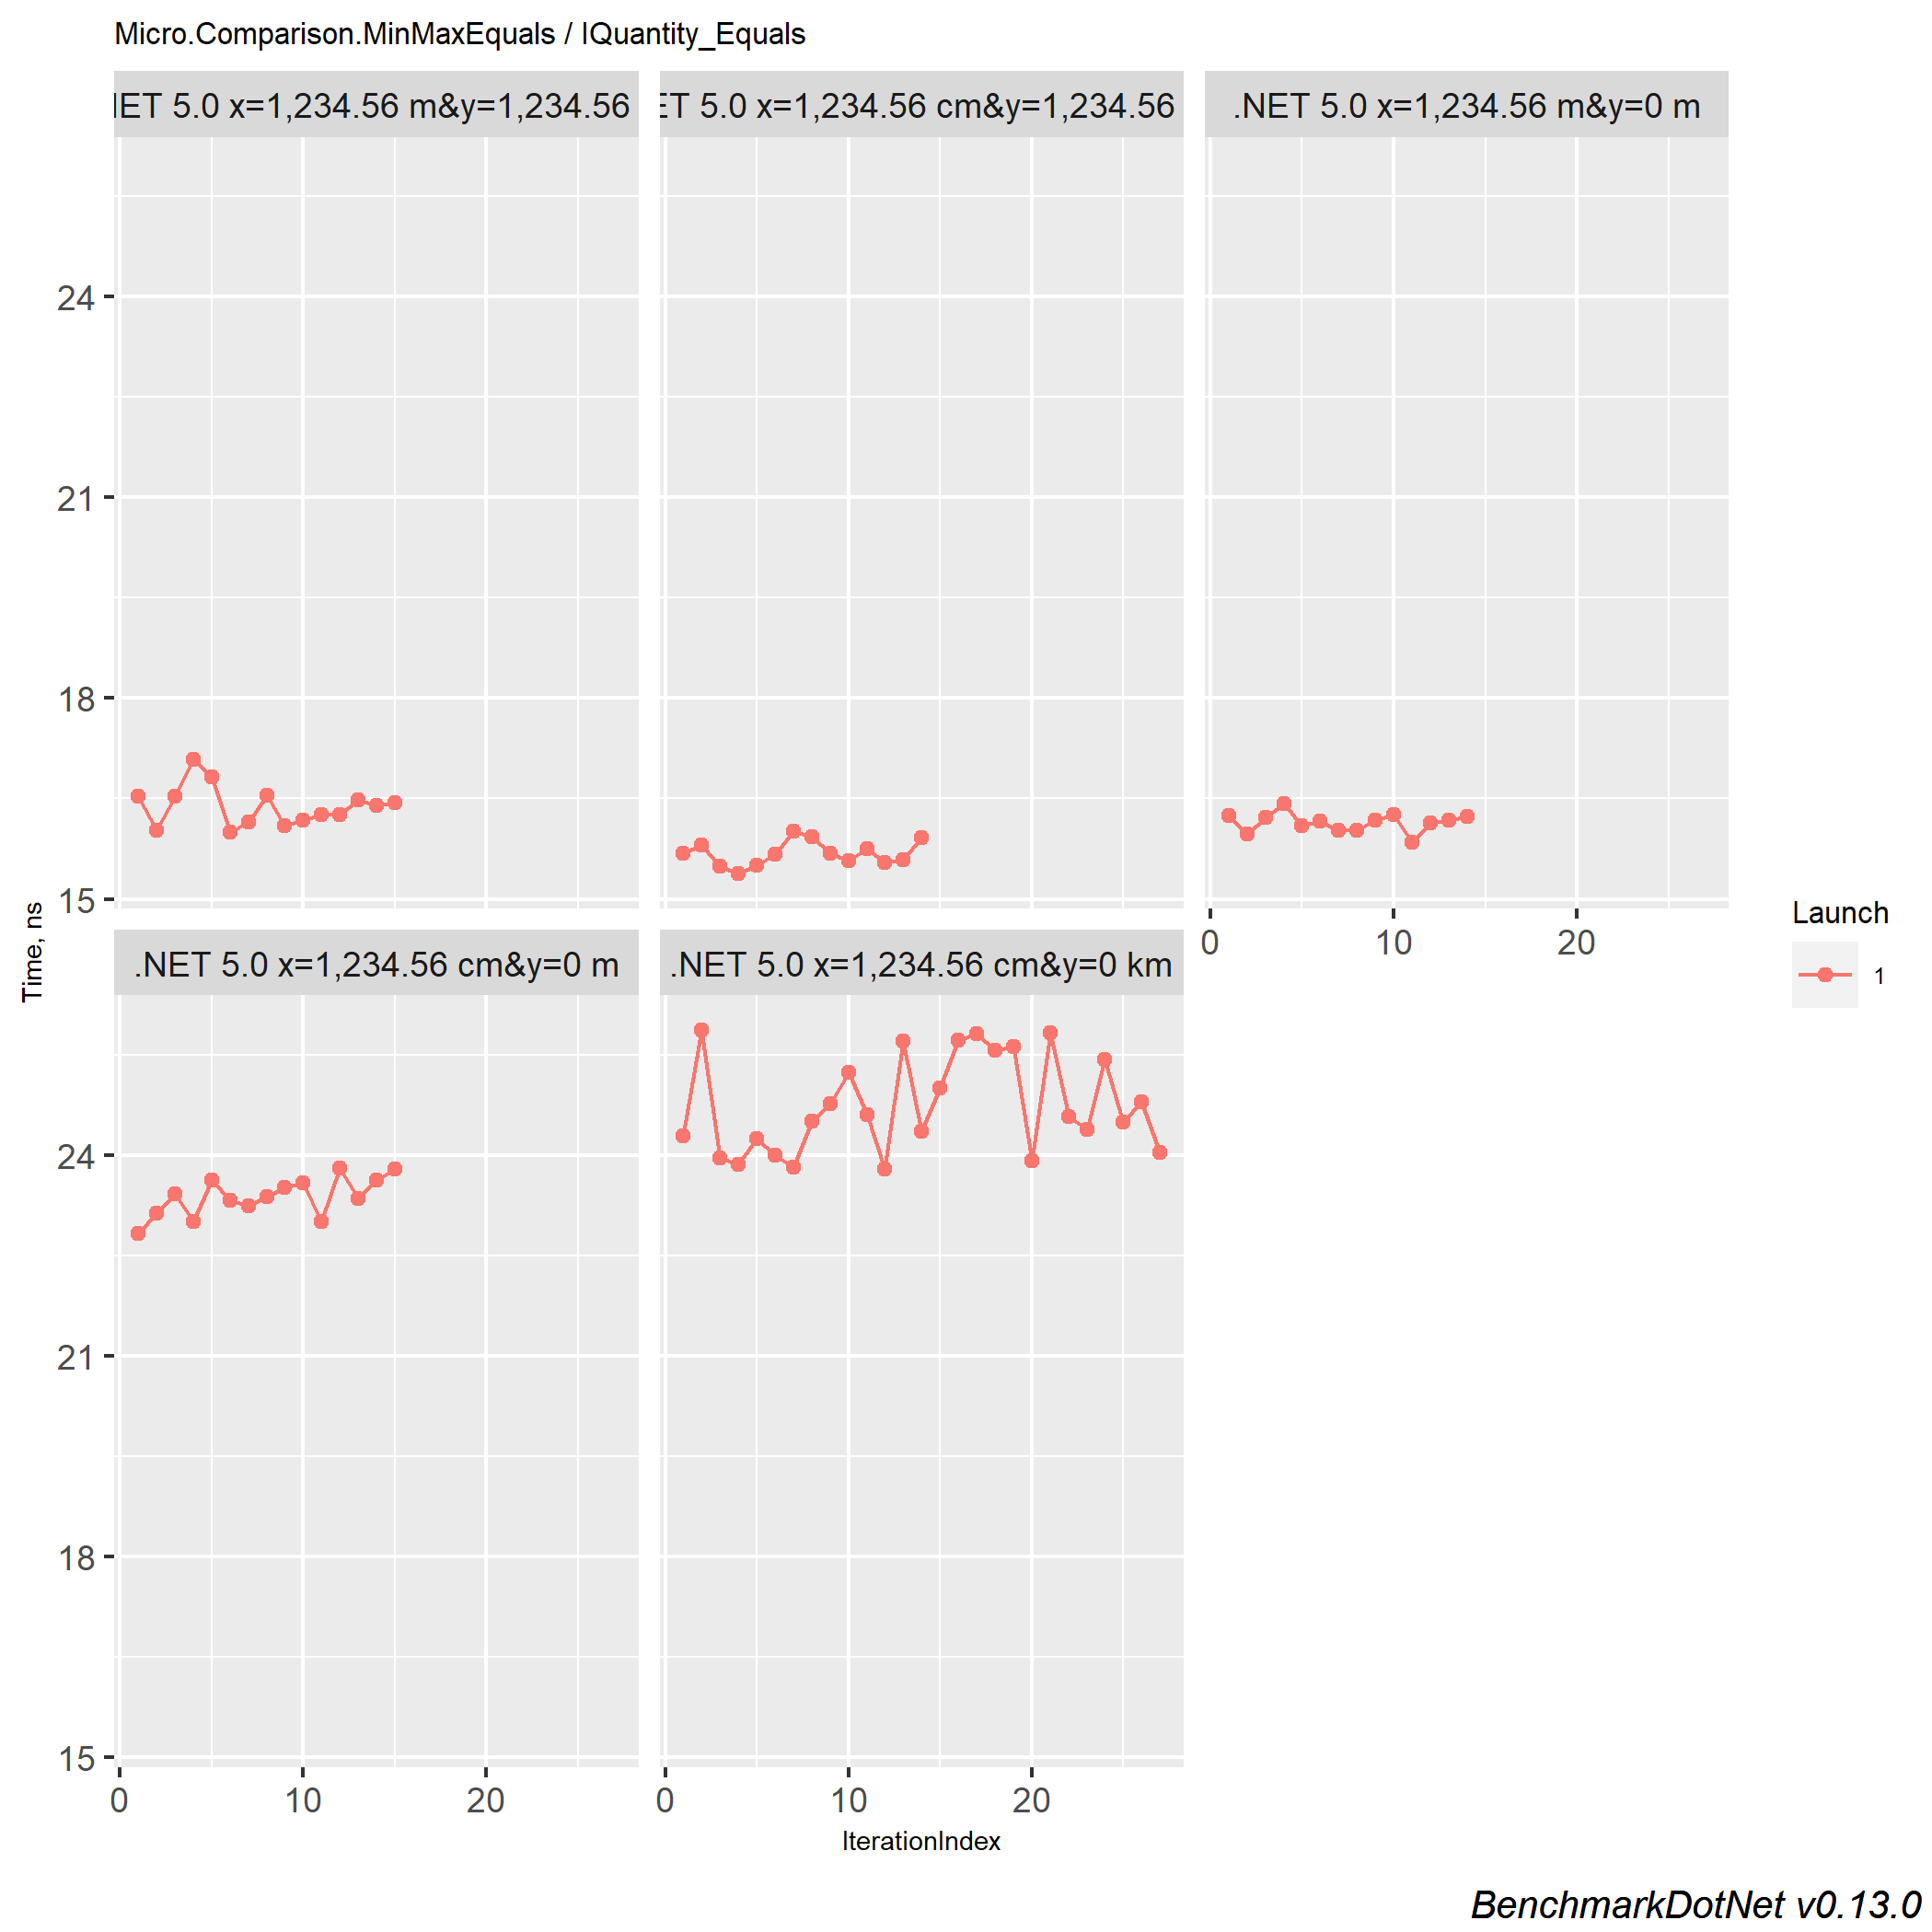 Micro.Comparison.MinMaxEquals / IQuantity_Equals
5.0 x=1,234.56 m&y=1,234.56
5.0 x=1,234.56 cm&y=1,234.56
.NET 5.0 x=1,234.56 m&y=0 m
24
21
18
15
0 10 20
Time, ns
Launch
1
.NET 5.0 x=1,234.56 cm&y=0 m
.NET 5.0 x=1,234.56 cm&y=0 km
24
21
18
15
0 10 20
0 10 20
IterationIndex
BenchmarkDotNet v0.13.0